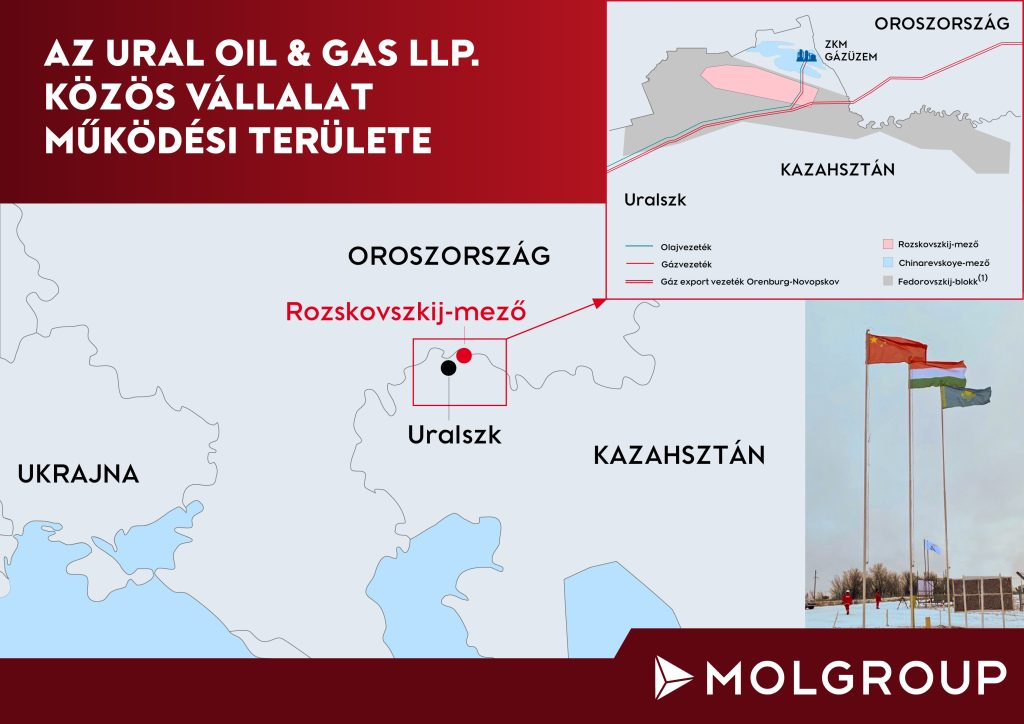 AZ URAL OIL & GAS LLP.
KÖZÖS VÁLLALAT
MŰKÖDÉSI TERÜLETE
OROSZORSZÁG
ZKM
GÁZÜZEM
KAZAHSZTÁN
Uralszk
Olajvezeték
Gázvezeték
Gáz export vezeték Orenburg-Novopskov
Rozskovszkij-mező
Chinarevskoye-mező
Fedorovszkij-blokk(1)
OROSZORSZÁG
Rozskovszkij-mező
Uralszk
KAZAHSZTÁN
UKRAJNA
MOLGROUP